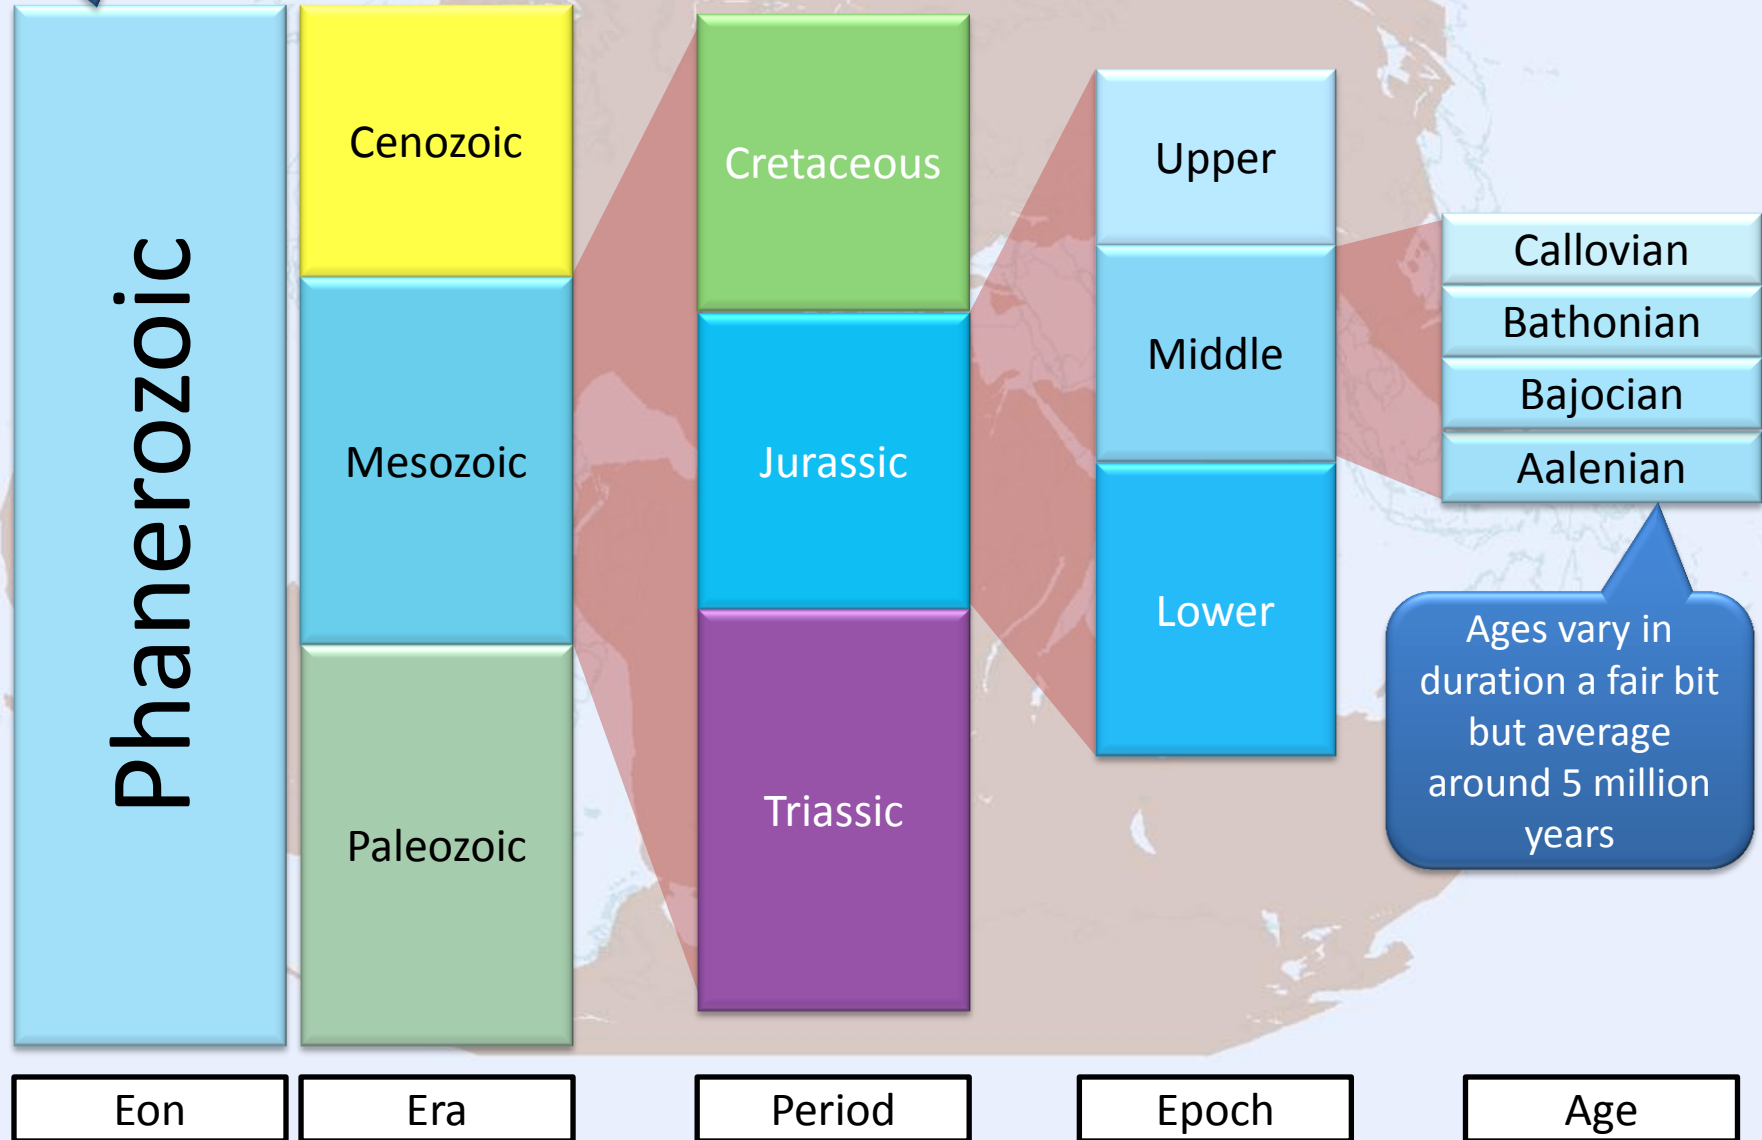 Phanerozoic
Cenozoic
Mesozoic
Paleozoic
Cretaceous
Jurassic
Triassic
Upper
Middle
Lower
Callovian
Bathonian
Bajocian
Aalenian
Ages vary in
duration a fair bit
but average
around 5 million
years
Eon
Era
Period
Epoch
Age